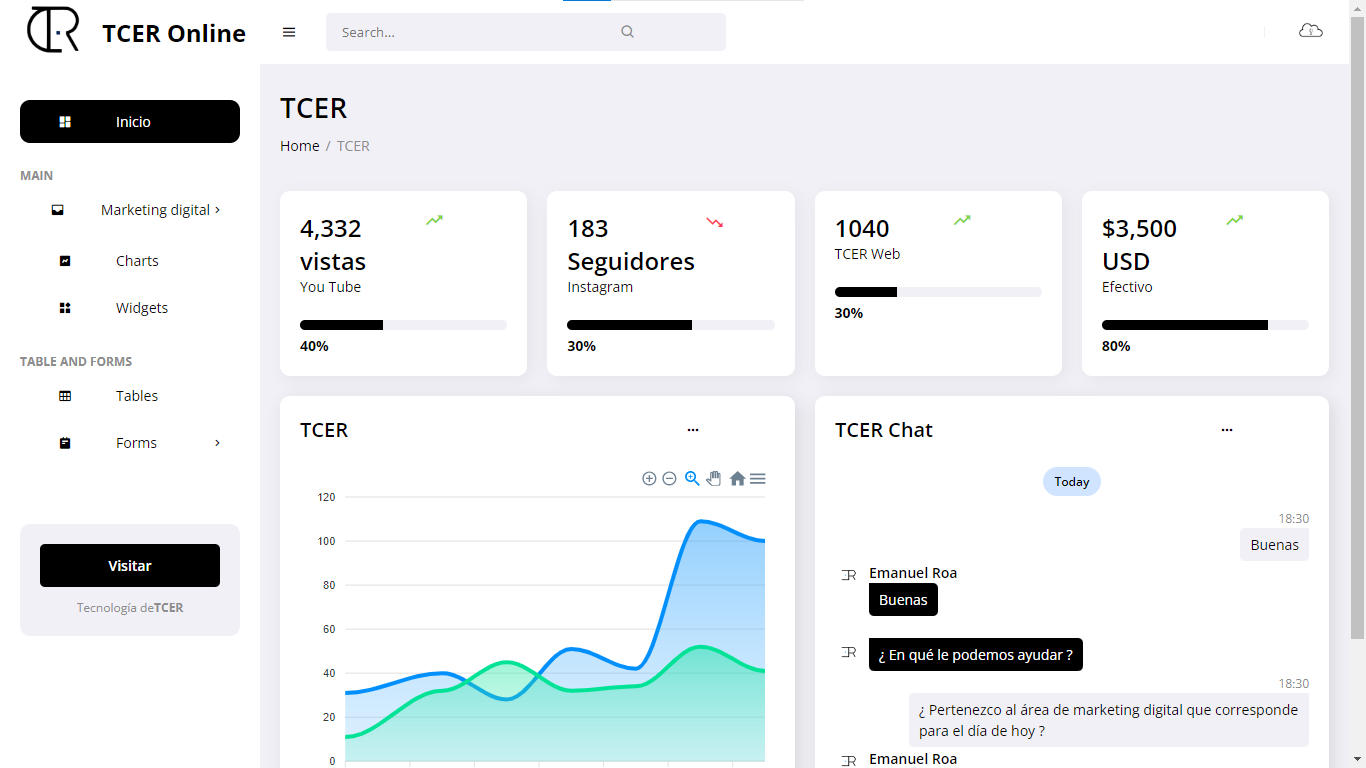 TCER Online
Search...
Inicio
MAIN
Marketing digital
Charts
Widgets
TABLE AND FORMS
Tables
Forms
Visitar
Tecnología deTCER
TCER
Home / TCER
4,332
vistas
You Tube
40%
183
Seguidores
Instagram
30%
1040
TCER Web
30%
$3,500
USD
Efectivo
80%
TCER
120
100
80
60
40
20
0
TCER Chat
Today
18:30
Buenas
Emanuel Roa
Buenas
¿ En qué le podemos ayudar ?
18:30
¿ Pertenezco al área de marketing digital que corresponde
para el día de hoy ?
Emanuel Roa